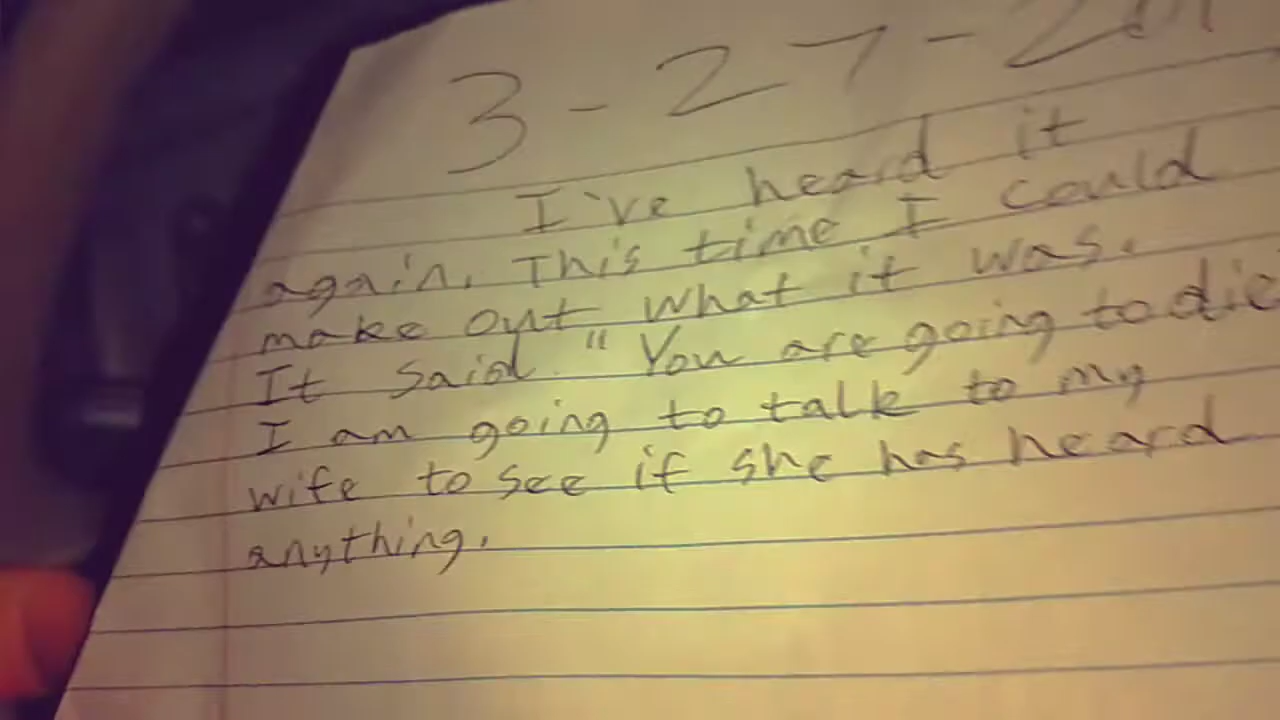 3-27-201
I've heard it
again. This time I could
make out what it was.
It said "You are going to die
I am going to talk to my
wife to see if she has heard
anything.